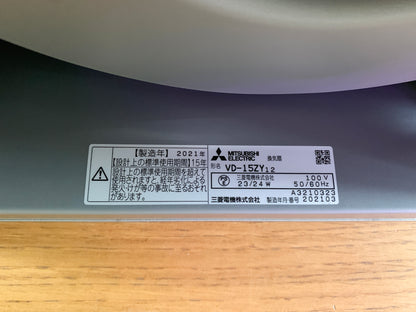 【製造年】2021年
【設計上の標準使用期間】15年
設計上の標準使用期間を超えて
使用されますと、経年劣化による
発火・けが等の事故に至るおそれ
があります。
MITSUBISHI
ELECTRIC
換気扇
形名 VD-15ZY12
三菱電機株式会社 100V
23/24W 50/60Hz
A3210323
三菱電機株式会社 製造年月・番号 202103